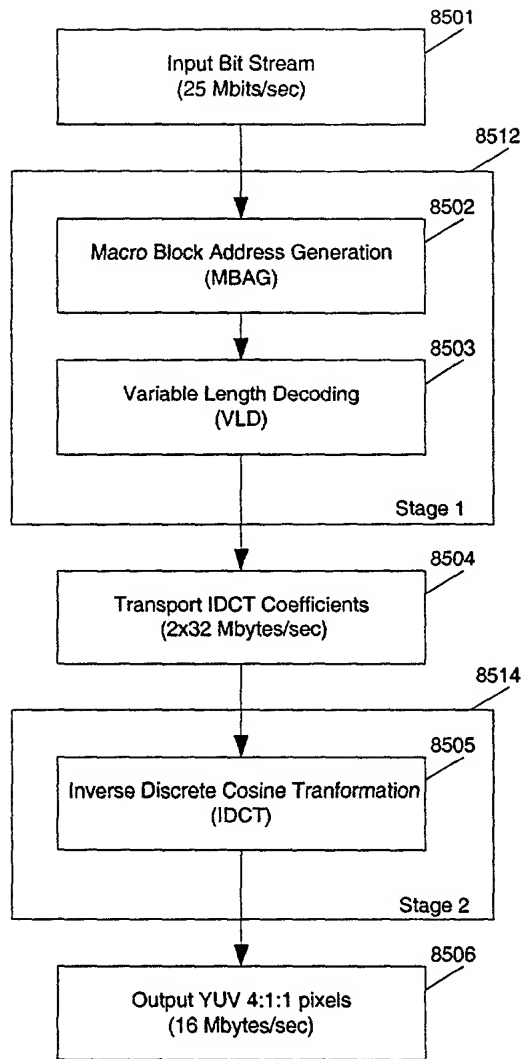 8501
Input Bit Stream
(25 Mbits/sec)
8512
8502
Macro Block Address Generation
(MBAG)
8503
Variable Length Decoding
(VLD)
Stage 1
8504
Transport IDCT Coefficients
(2x32 Mbytes/sec)
8514
8505
Inverse Discrete Cosine Tranformation
(IDCT)
Stage 2
8506
Output YUV 4:1:1 pixels
(16 Mbytes/sec)